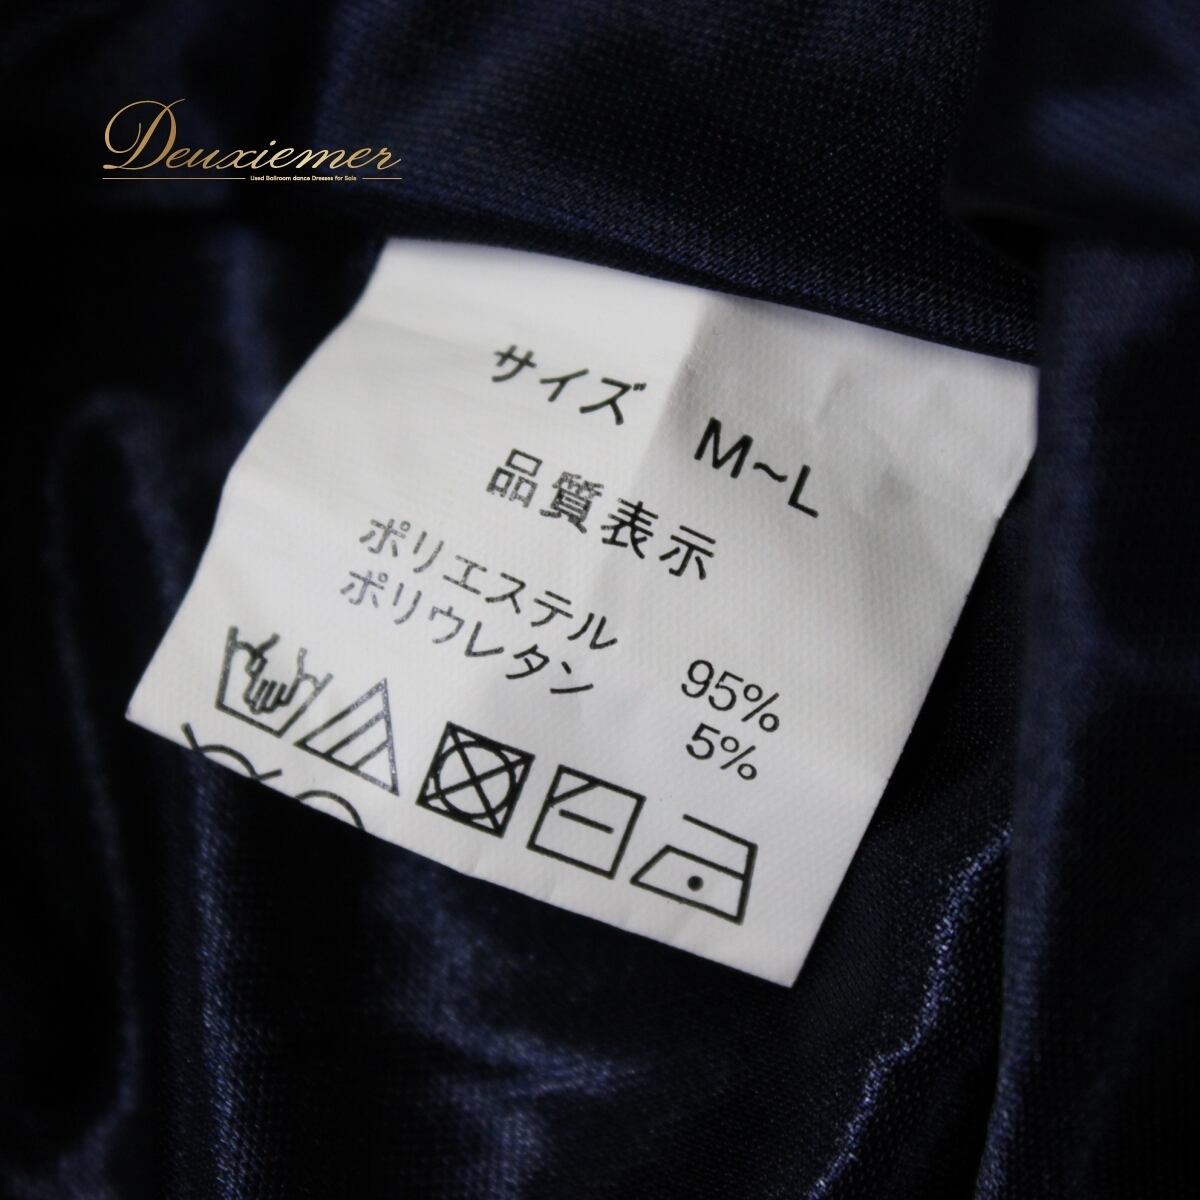 Deuxiemer
Used Ballroom dance Dresses for Sale
サイズ M~L
品質表示
ポリエステル 95%
ポリウレタン 5%